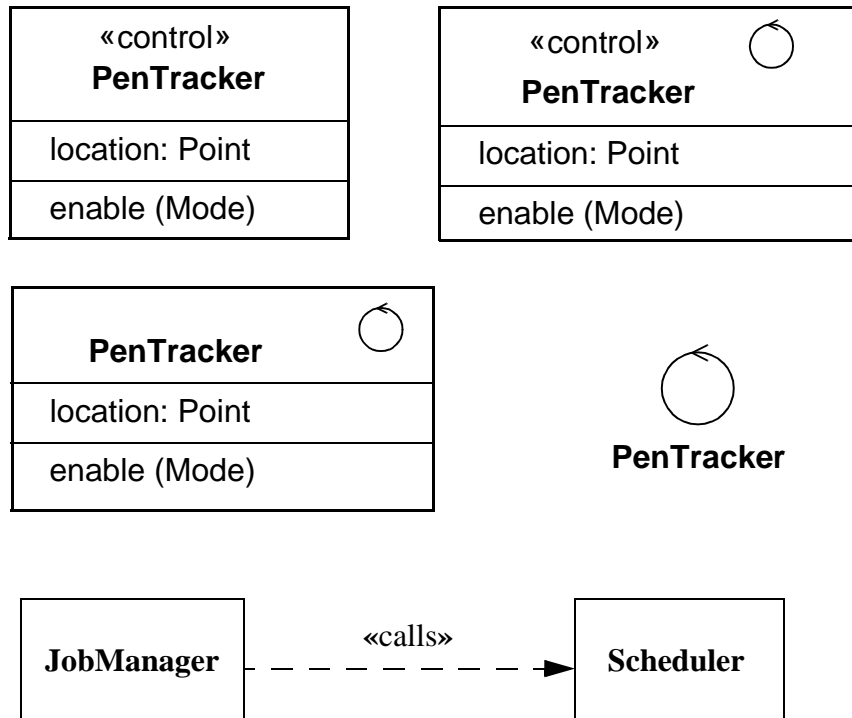 «control»
PenTracker
location: Point
enable (Mode)
«control»
PenTracker
location: Point
enable (Mode)
PenTracker
location: Point
enable (Mode)
PenTracker
JobManager
«calls»
Scheduler